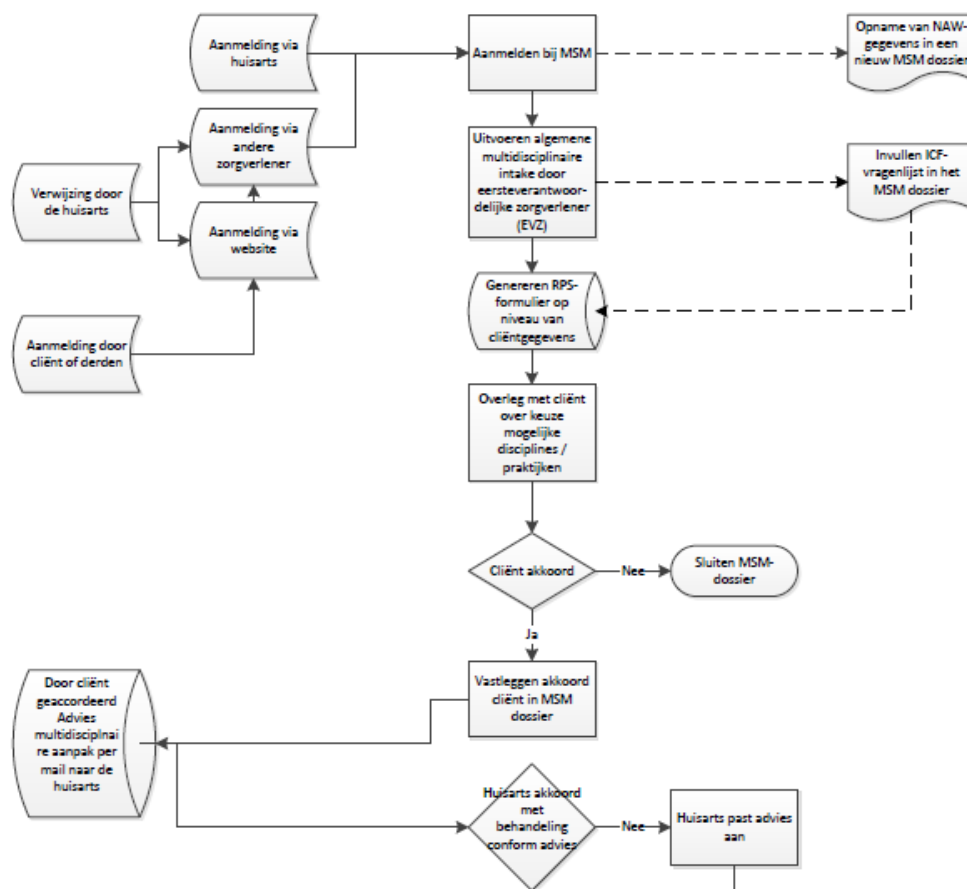 Aanmelding via
huisarts
Aanmelden bij MSM
Opname van NAW-
gegevens in een
nieuw MSM dossier
Aanmelding via
andere
zorgverlener
Uitvoeren algemene
multidisciplinaire
intake door
eersteverantwoor-
delijke zorgverlener
(EVZ)
Invullen ICF-
vragenlijst in het
MSM dossier
Verwijzing door
de huisarts
Aanmelding via
website
Genereren RPS-
formulier op
niveau van
cliëntgegevens
Aanmelding door
cliënt of derden
Overleg met cliënt
over keuze
mogelijke
disciplines /
praktijken
Cliënt akkoord
Nee
Sluiten MSM-
dossier
Ja
Vastleggen akkoord
cliënt in MSM
dossier
Door cliënt
geaccordeerd
Advies
multidisciplnai
re aanpak per
mail naar de
huisarts
Huisarts akkoord
met
behandeling
conform advies
Nee
Huisarts past advies
aan